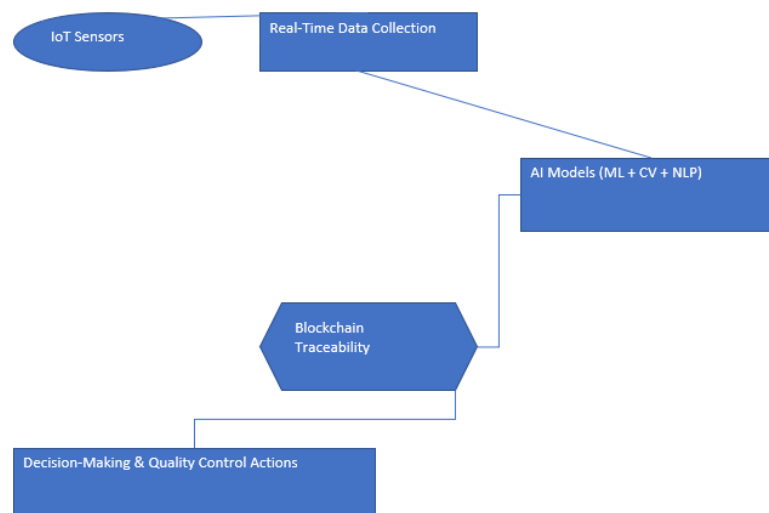 IoT Sensors
Real-Time Data Collection
AI Models (ML + CV + NLP)
Blockchain
Traceability
Decision-Making & Quality Control Actions